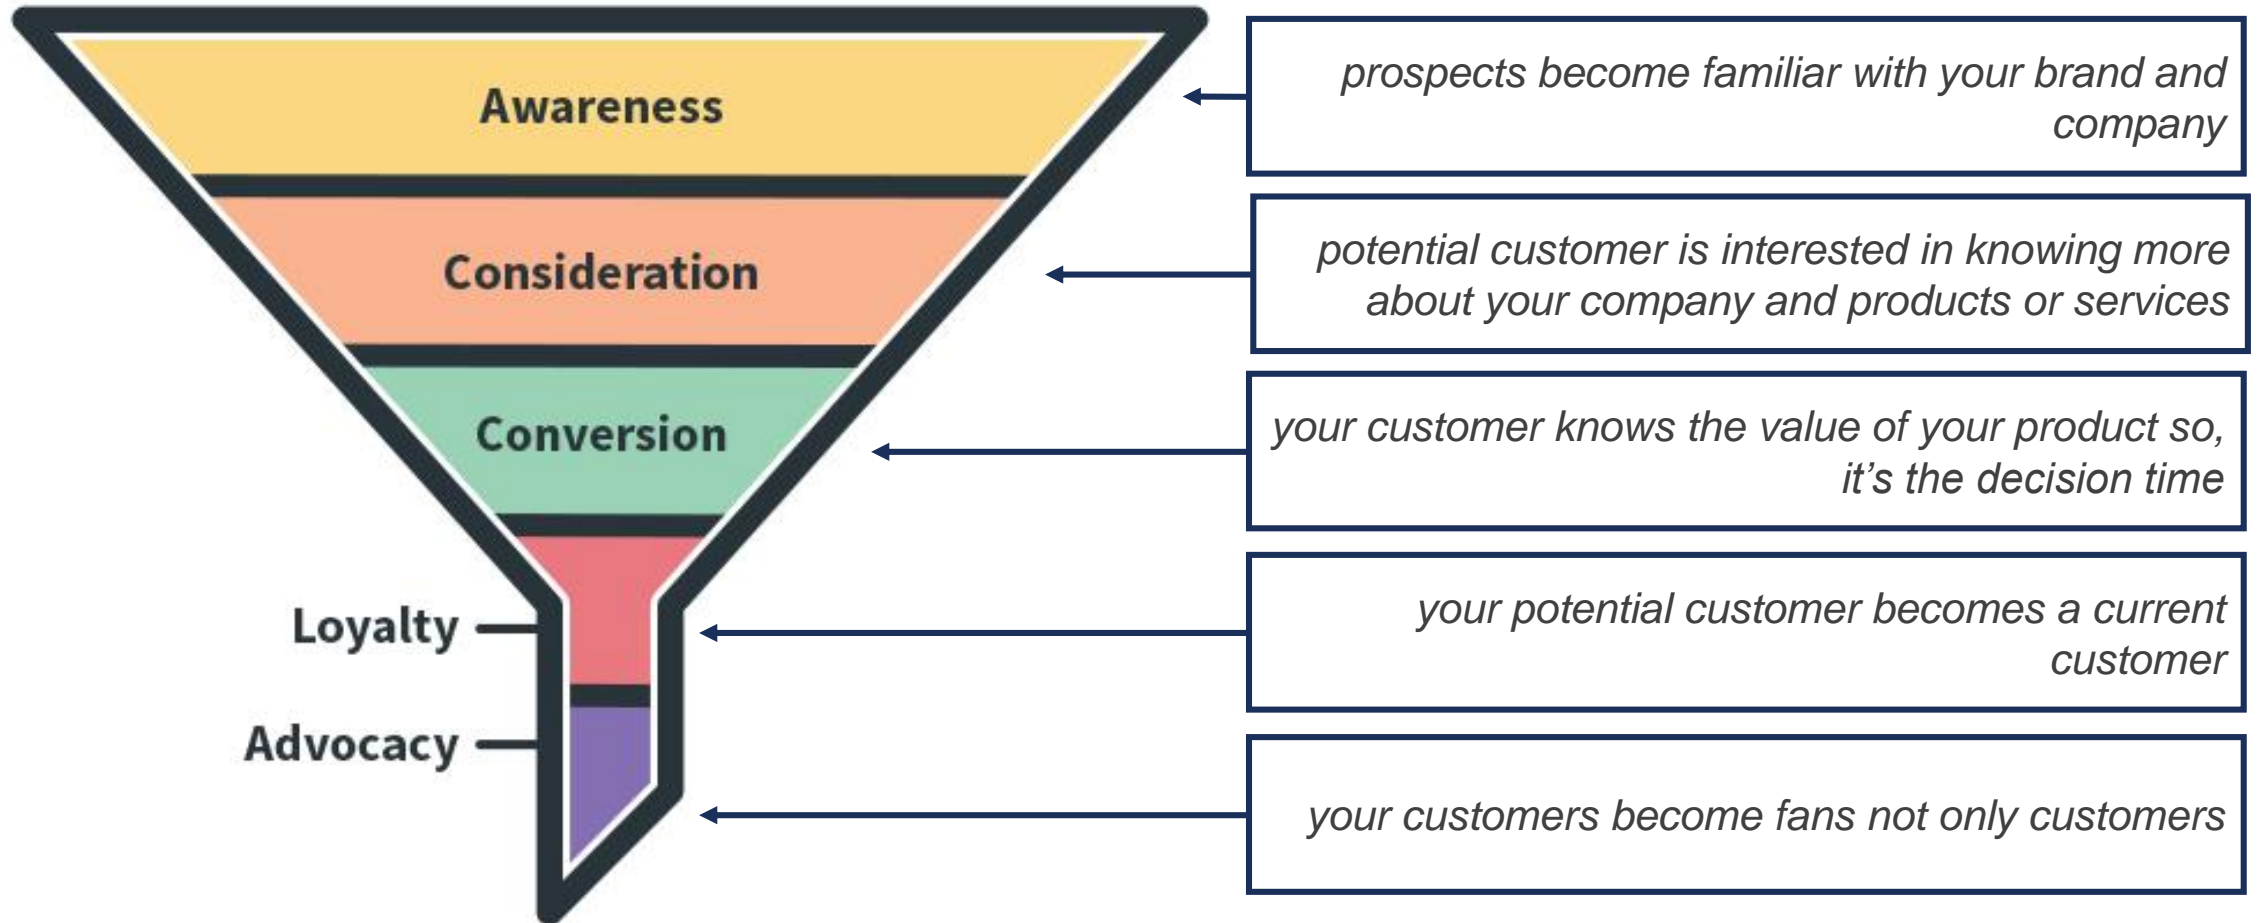 Awareness
prospects become familiar with your brand and
company
Consideration
potential customer is interested in knowing more
about your company and products or services
Conversion
your customer knows the value of your product so,
it’s the decision time
Loyalty
your potential customer becomes a current
customer
Advocacy
your customers become fans not only customers